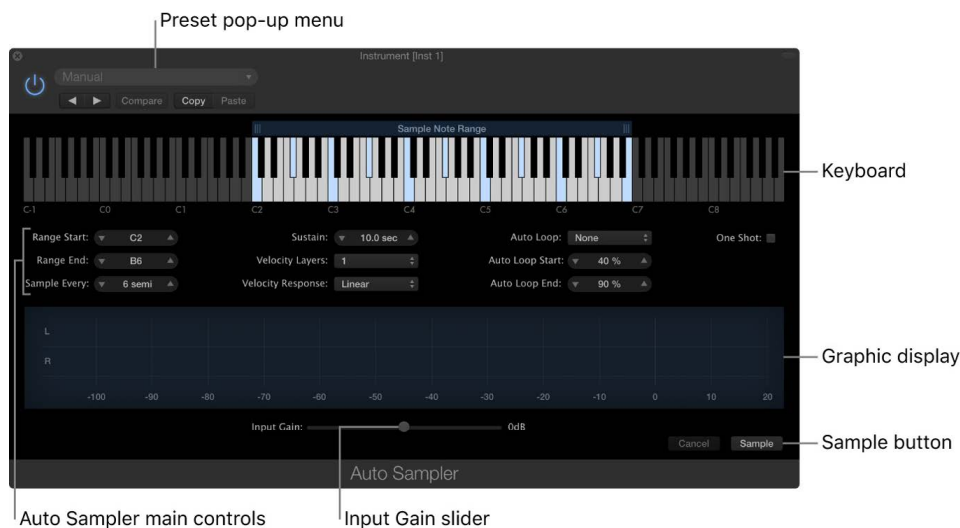 Preset pop-up menu
Instrument [Inst 1]
Manual
Compare Copy Paste
Sample Note Range
Keyboard
C-1 C0 C1 C2 C3 C4 C5 C6 C7 C8
Range Start: C2 Sustain: 10.0 sec Auto Loop: None One Shot:
Range End: B6 Velocity Layers: 1 Auto Loop Start: 40 %
Sample Every: 6 semi Velocity Response: Linear Auto Loop End: 90 %
L
Graphic display
R
-100 -90 -80 -70 -60 -50 -40 -30 -20 -10 0 10 20
Input Gain: 0dB
Cancel Sample
Sample button
Auto Sampler
Auto Sampler main controls
Input Gain slider